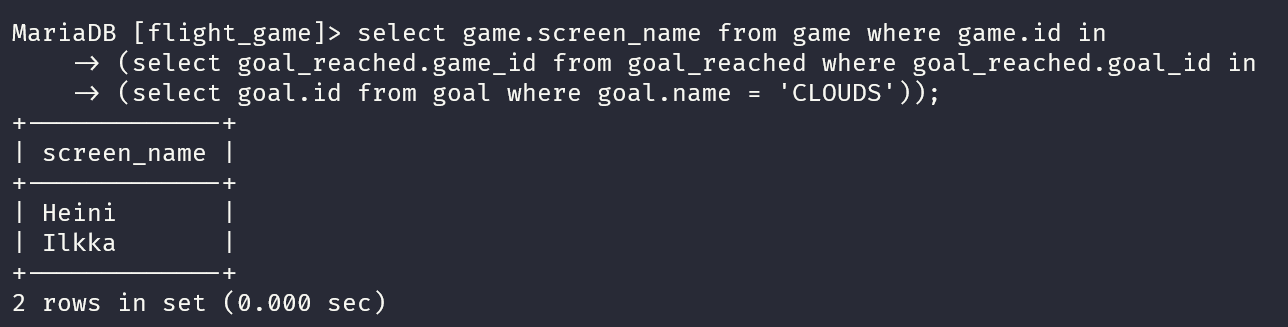 MariaDB [flight_game]> select game.screen_name from game where game.id in
    -> (select goal_reached.game_id from goal_reached where goal_reached.goal_id in
    -> (select goal.id from goal where goal.name = 'CLOUDS'));
+-------------+
| screen_name |
+-------------+
| Heini       |
| Ilkka       |
+-------------+
2 rows in set (0.000 sec)